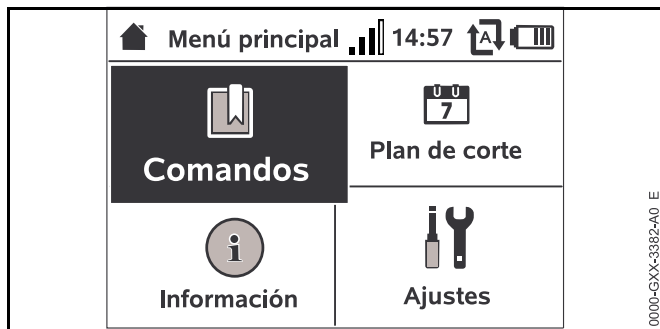 Menú principal 14:57 A
Comandos
7
Plan de corte
i
Información
Ajustes
0000-GXX-3382-A0 E